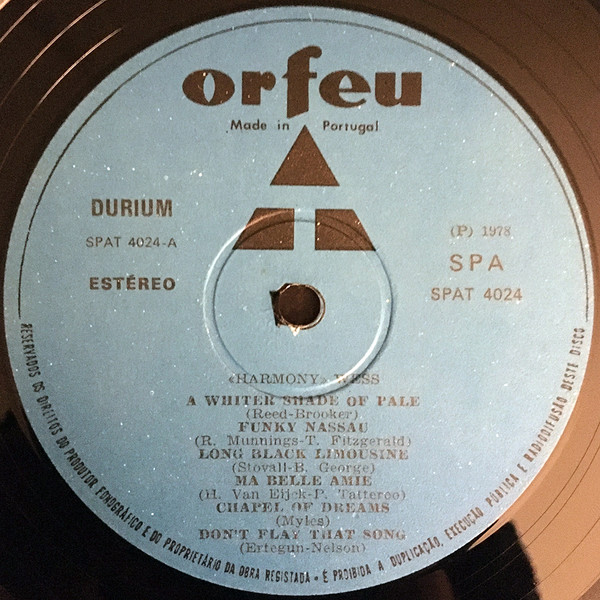 orfeu
Made in Portugal
DURIUM
SPAT 4024-A
ESTÉREO
(P) 1978
SPA
SPAT 4024
«HARMONY» WESS
A WHITER SHADE OF PALE
(Reed-Brooker)
FUNKY NASSAU
(R. Munnings-T. Fitzgerald)
LONG BLACK LIMOUSINE
(Stovall-B. George)
MA BELLE AMIE
(H. Van Eijck-P. Tatteroo)
CHAPEL OF DREAMS
(Myles)
DON'T FLAY THAT SONG
(Ertegun-Nelson)
RESERVADOS OS DIREITOS DO PRODUTOR FONOGRÁFICO E DO PROPRIETÁRIO DA OBRA REGISTADA • É PROIBIDA A DUPLICAÇÃO, EXECUÇÃO PÚBLICA E RADIODIFUSÃO DESTE DISCO